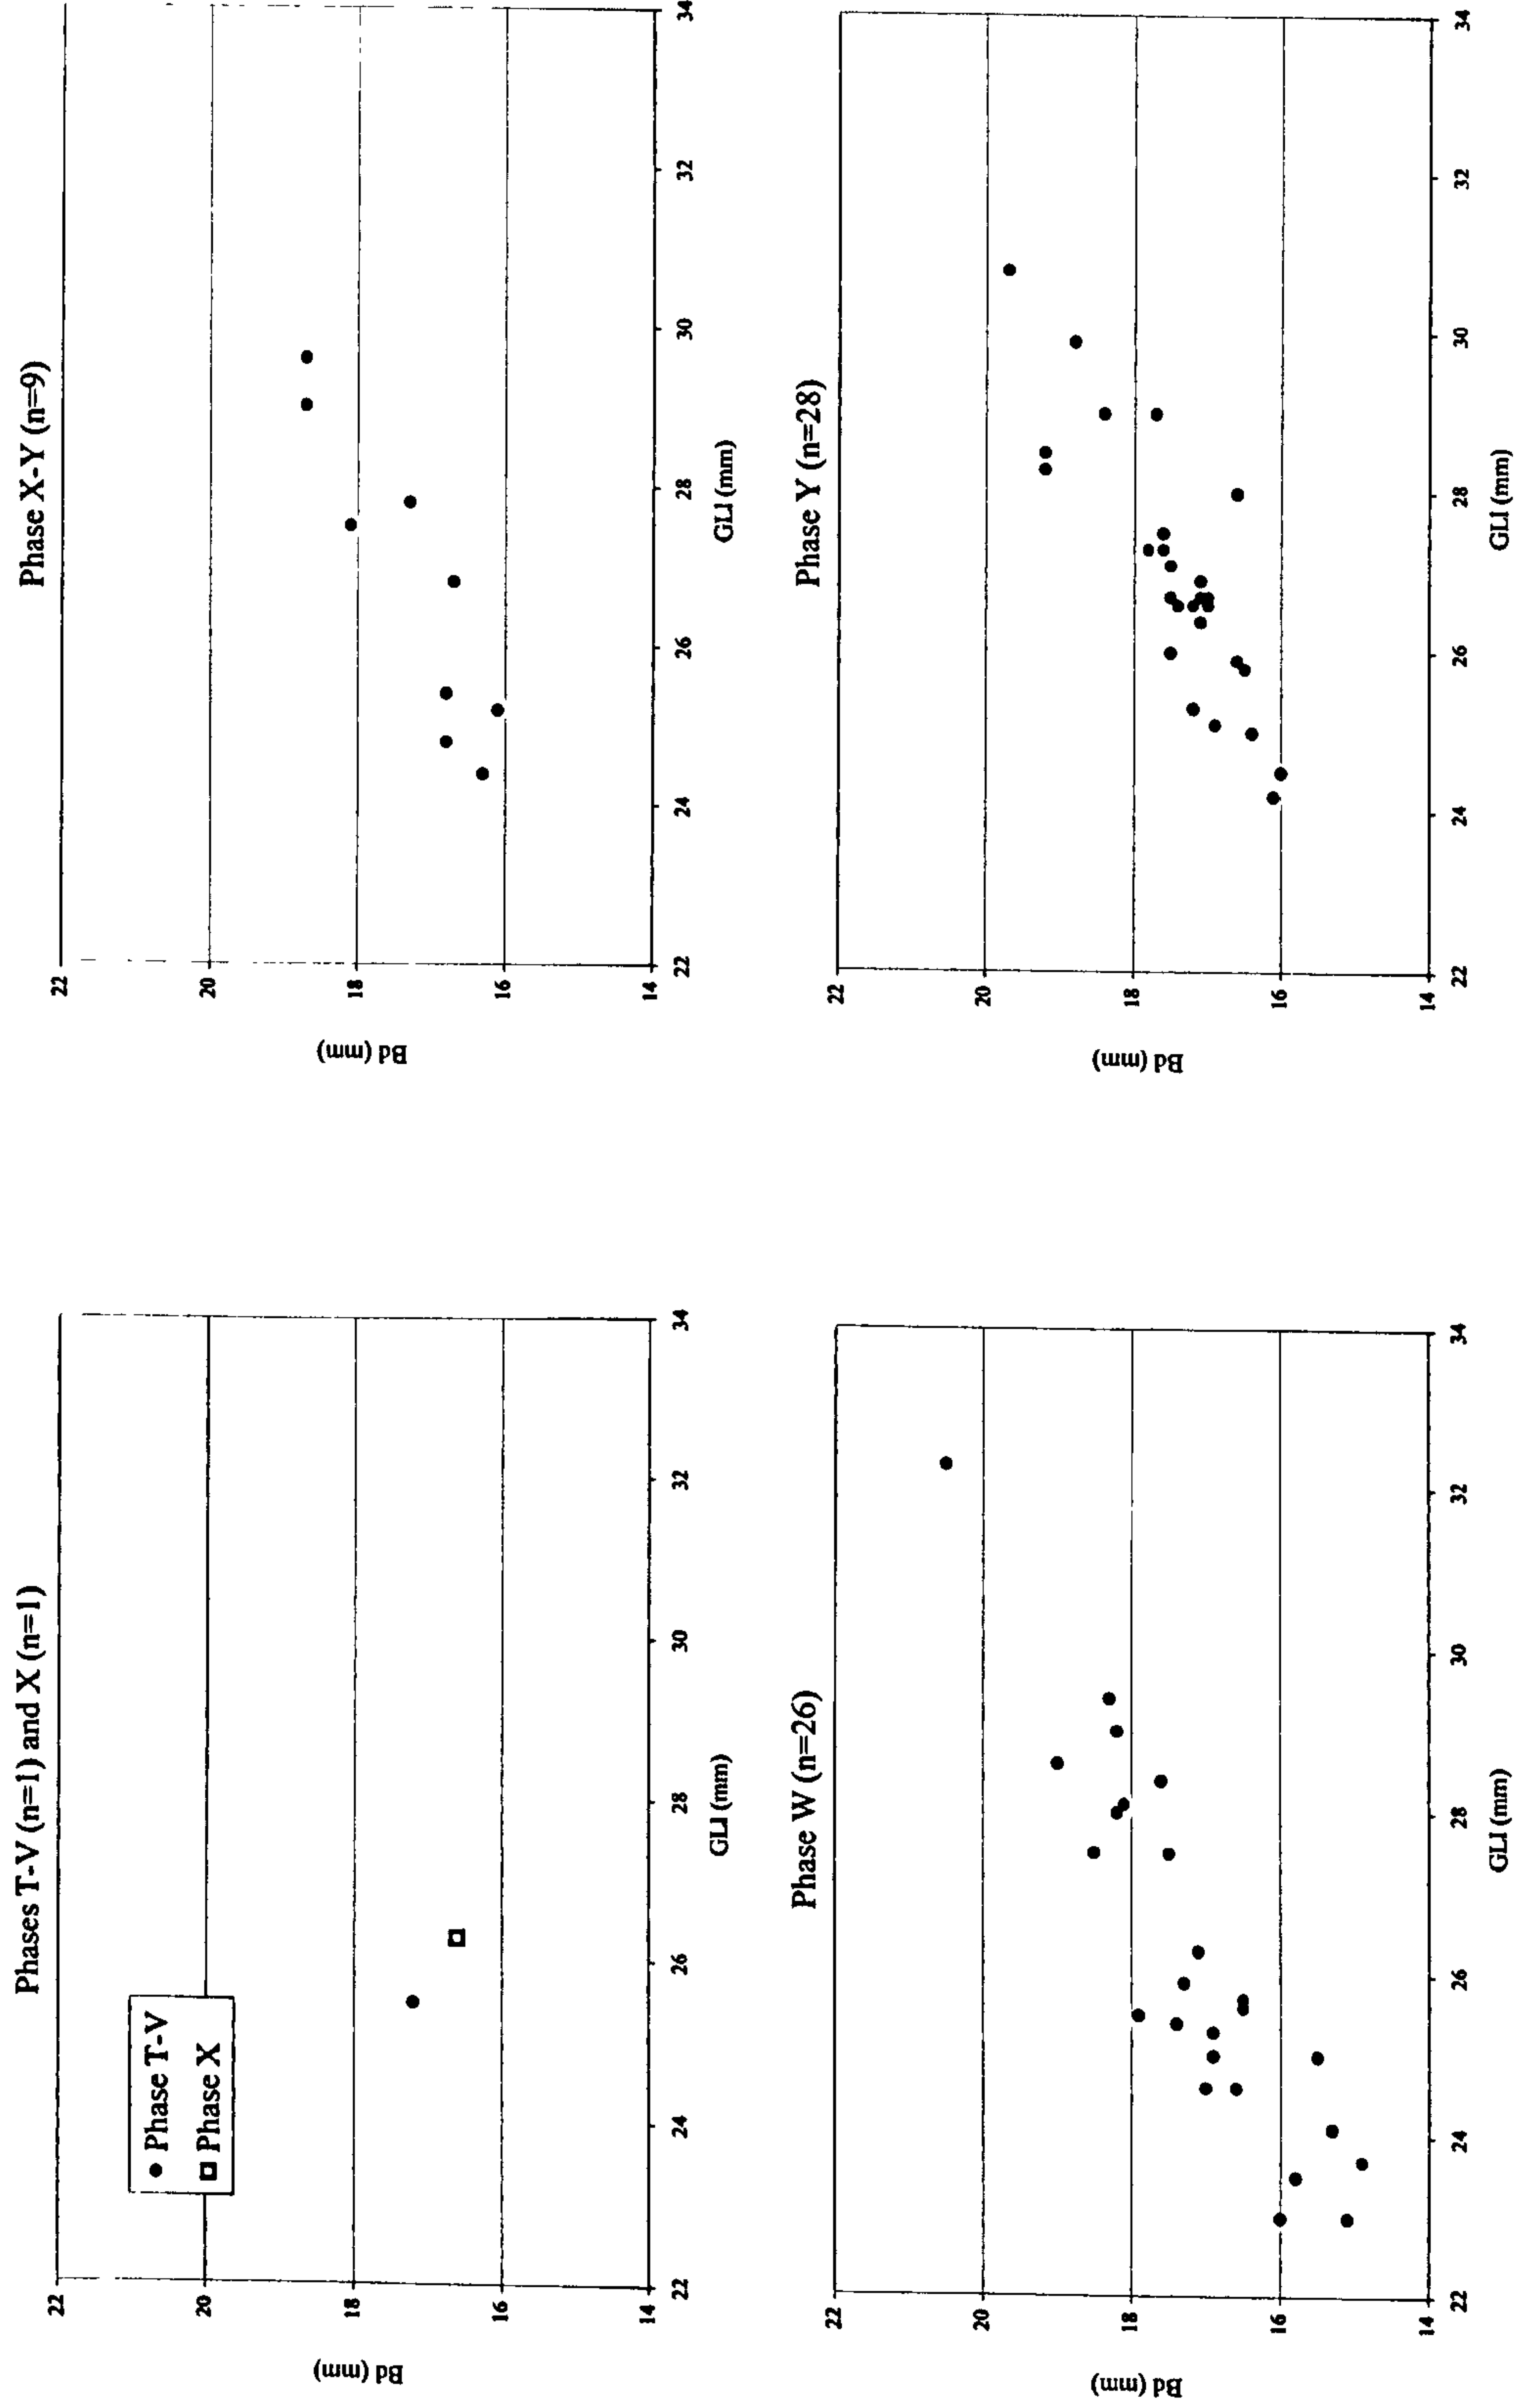 Phases T-V (n=1) and X (n=1)
22
20
18
16
14
Bd (mm)
Phase T-V
Phase X
22 24 26 28 30 32 34
GLl (mm)
Phase X-Y (n=9)
22
20
18
16
14
Bd (mm)
22 24 26 28 30 32 34
GLl (mm)
Phase W (n=26)
22
20
18
16
14
Bd (mm)
22 24 26 28 30 32 34
GLl (mm)
Phase Y (n=28)
22
20
18
16
14
Bd (mm)
22 24 26 28 30 32 34
GLl (mm)